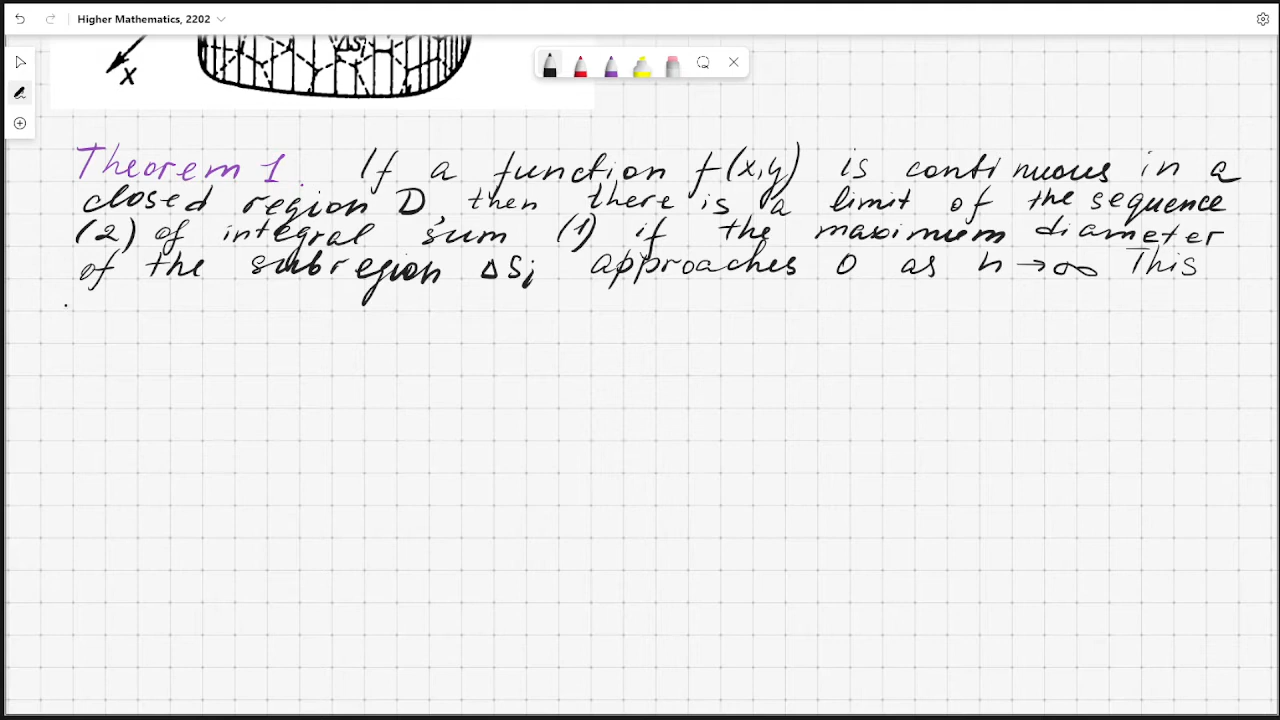 Higher Mathematics, 2202
ΔSi
x
Theorem 1. If a function f(x,y) is continuous in a
closed region D, then there is a limit of the sequence
(2) of integral sum (1) if the maximum diameter
of the subregion ΔSi approaches 0 as n→∞ This